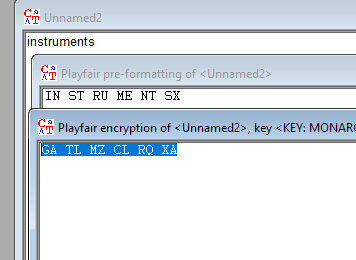 Unnamed2
instruments
Playfair pre-formatting of <Unnamed2>
IN ST RU ME NT SX
Playfair encryption of <Unnamed2>, key <KEY: MONARC
GA TL MZ CL RQ XA